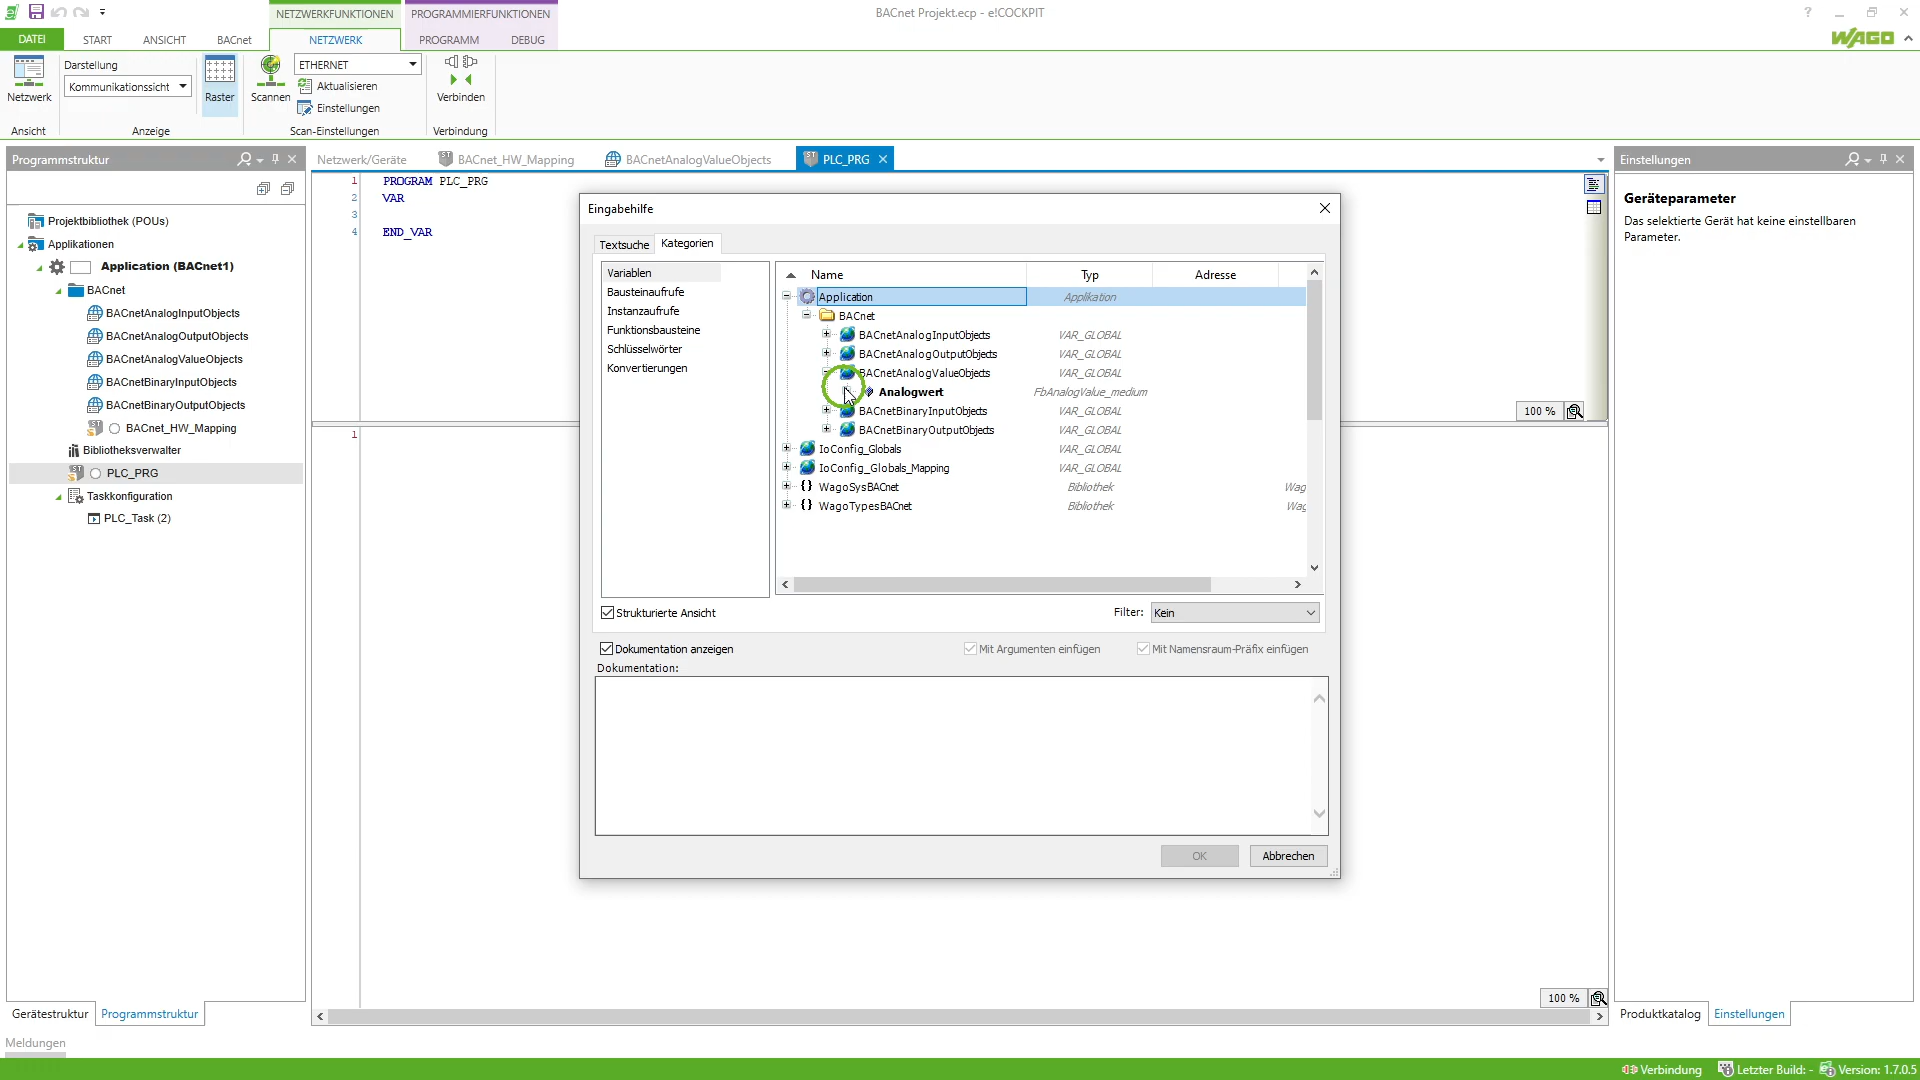 NETZWERKFUNKTIONEN PROGRAMMIERFUNKTIONEN
BACnet Projekt.ecp - e!COCKPIT
DATEI START ANSICHT BACnet NETZWERK PROGRAMM DEBUG
WAGO
Darstellung
Kommunikationssicht
ETHERNET
Aktualisieren
Einstellungen
Netzwerk Raster Scannen Verbinden
Ansicht Anzeige Scan-Einstellungen Verbindung
Programmstruktur
Projektbibliothek (POUs)
Applikationen
Application (BACnet1)
BACnet
BACnetAnalogInputObjects
BACnetAnalogOutputObjects
BACnetAnalogValueObjects
BACnetBinaryInputObjects
BACnetBinaryOutputObjects
BACnet_HW_Mapping
Bibliotheksverwalter
PLC_PRG
Taskkonfiguration
PLC_Task (2)
Gerätestruktur Programmstruktur
Netzwerk/Geräte BACnet_HW_Mapping BACnetAnalogValueObjects PLC_PRG
1 PROGRAM PLC_PRG
2 VAR
3
4 END_VAR
100 %
1
100 %
Eingabehilfe
Textsuche Kategorien
Variablen
Bausteinaufrufe
Instanzaufrufe
Funktionsbausteine
Schlüsselwörter
Konvertierungen
Name Typ Adresse
Application Applikation
BACnet
BACnetAnalogInputObjects VAR_GLOBAL
BACnetAnalogOutputObjects VAR_GLOBAL
BACnetAnalogValueObjects VAR_GLOBAL
Analogwert FbAnalogValue_medium
BACnetBinaryInputObjects VAR_GLOBAL
BACnetBinaryOutputObjects VAR_GLOBAL
IoConfig_Globals VAR_GLOBAL
IoConfig_Globals_Mapping VAR_GLOBAL
WagoSysBACnet Bibliothek Wag
WagoTypesBACnet Bibliothek Wag
Strukturierte Ansicht
Filter: Kein
Dokumentation anzeigen
Mit Argumenten einfügen
Mit Namensraum-Präfix einfügen
Dokumentation:
OK Abbrechen
Einstellungen
Geräteparameter
Das selektierte Gerät hat keine einstellbaren
Parameter.
Produktkatalog Einstellungen
Meldungen
Verbindung Letzter Build: - Version: 1.7.0.5